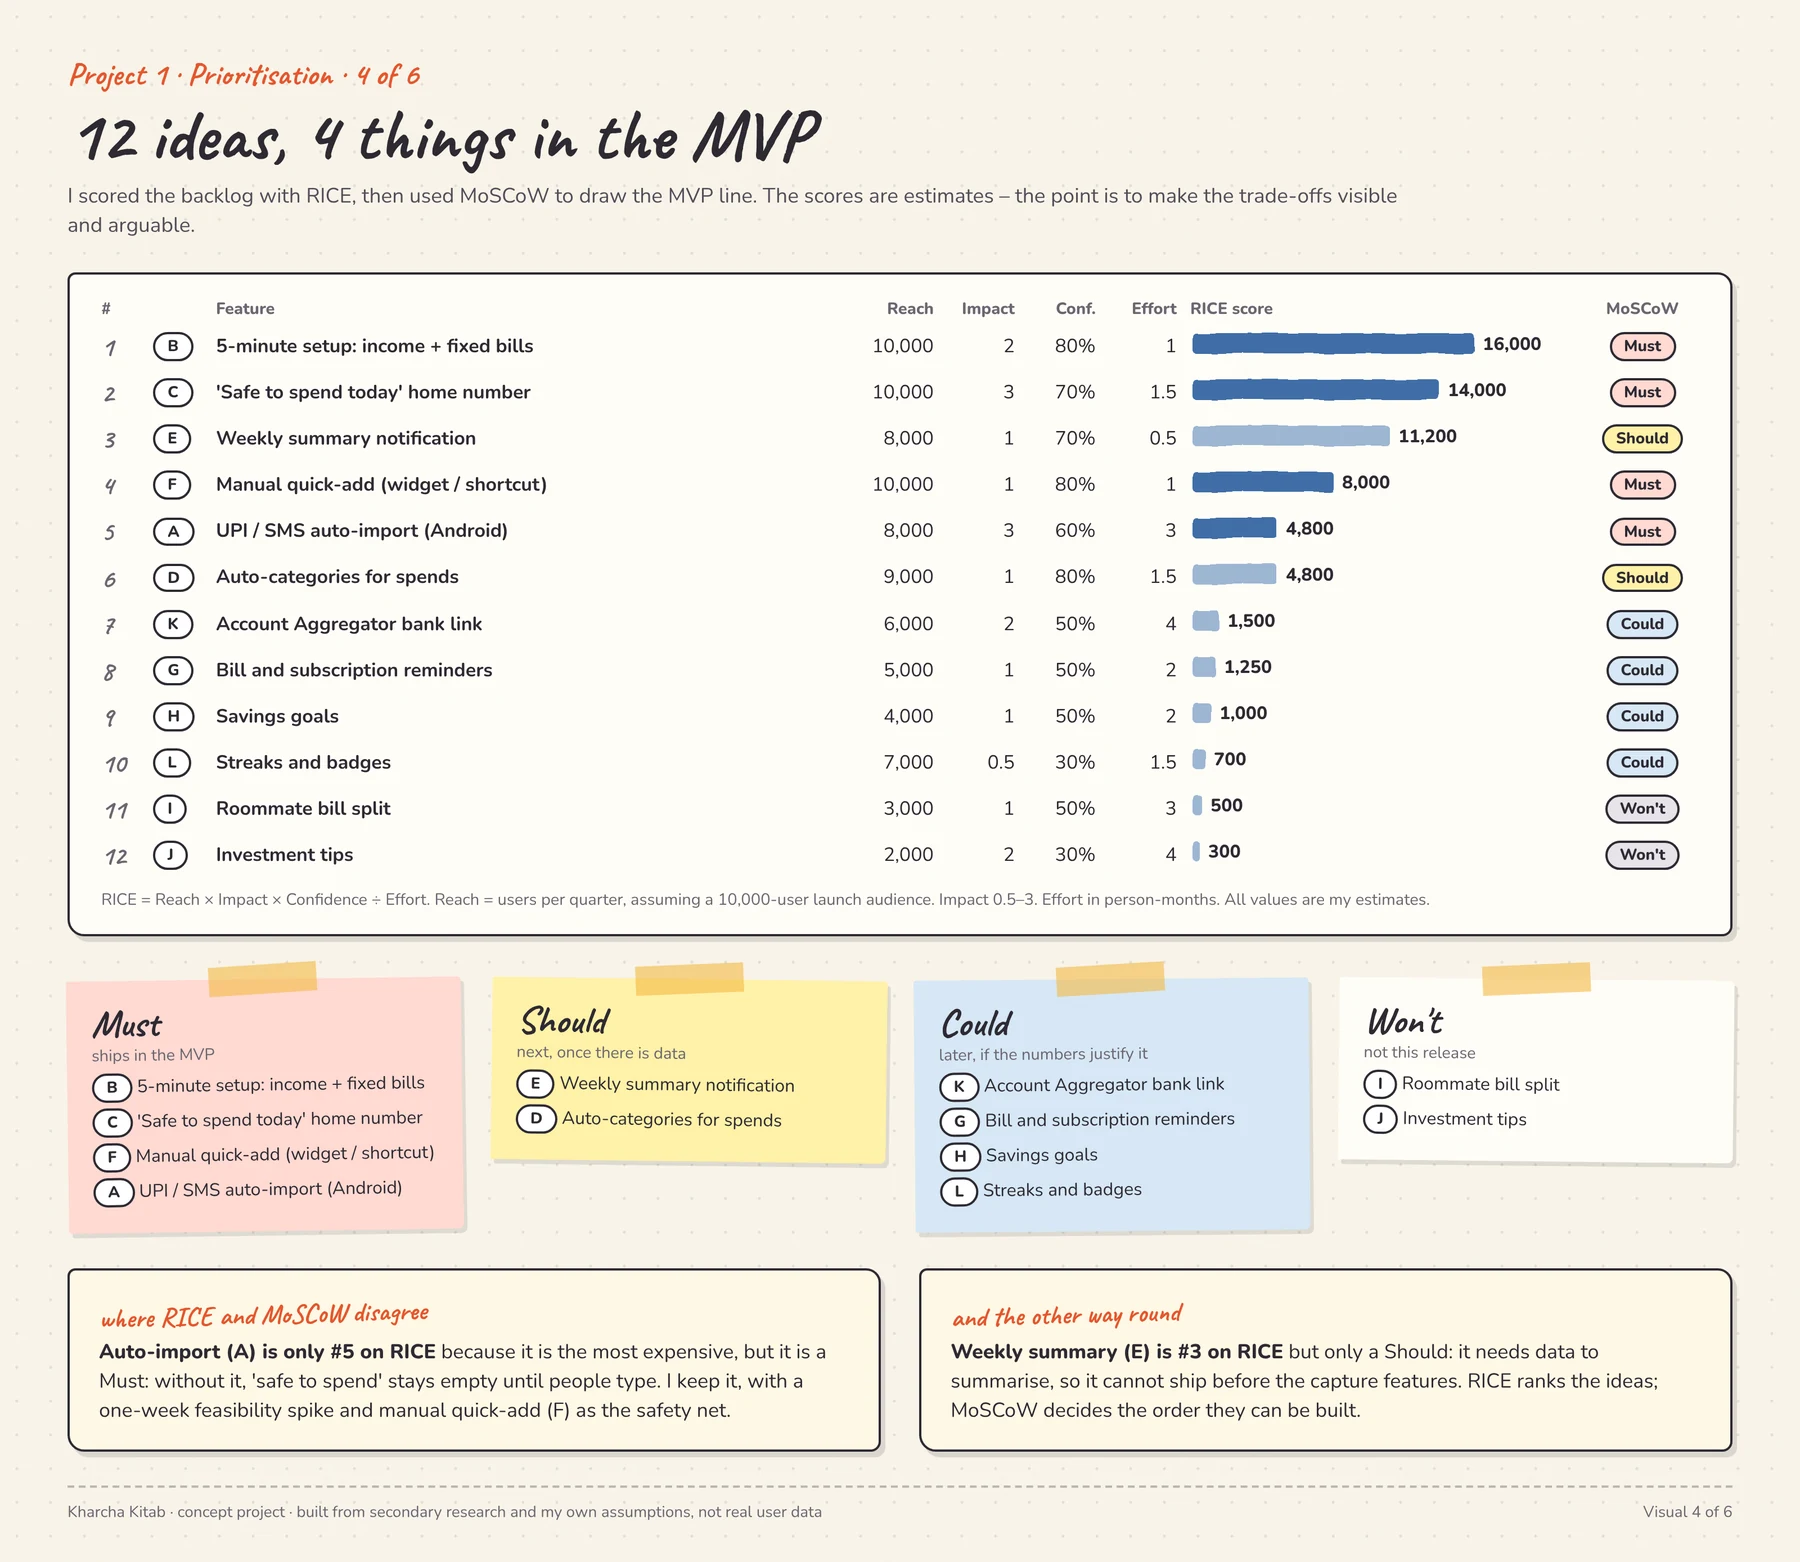 Project 1 · Prioritisation · 4 of 6
12 ideas, 4 things in the MVP
I scored the backlog with RICE, then used MoSCoW to draw the MVP line. The scores are estimates – the point is to make the trade-offs visible
and arguable.
# Feature Reach Impact Conf. Effort RICE score MoSCoW
1 B 5-minute setup: income + fixed bills 10,000 2 80% 1 16,000 Must
2 C 'Safe to spend today' home number 10,000 3 70% 1.5 14,000 Must
3 E Weekly summary notification 8,000 1 70% 0.5 11,200 Should
4 F Manual quick-add (widget / shortcut) 10,000 1 80% 1 8,000 Must
5 A UPI / SMS auto-import (Android) 8,000 3 60% 3 4,800 Must
6 D Auto-categories for spends 9,000 1 80% 1.5 4,800 Should
7 K Account Aggregator bank link 6,000 2 50% 4 1,500 Could
8 G Bill and subscription reminders 5,000 1 50% 2 1,250 Could
9 H Savings goals 4,000 1 50% 2 1,000 Could
10 L Streaks and badges 7,000 0.5 30% 1.5 700 Could
11 I Roommate bill split 3,000 1 50% 3 500 Won't
12 J Investment tips 2,000 2 30% 4 300 Won't
RICE = Reach × Impact × Confidence ÷ Effort. Reach = users per quarter, assuming a 10,000-user launch audience. Impact 0.5–3. Effort in person-months. All values are my estimates.
Must
ships in the MVP
B 5-minute setup: income + fixed bills
C 'Safe to spend today' home number
F Manual quick-add (widget / shortcut)
A UPI / SMS auto-import (Android)
Should
next, once there is data
E Weekly summary notification
D Auto-categories for spends
Could
later, if the numbers justify it
K Account Aggregator bank link
G Bill and subscription reminders
H Savings goals
L Streaks and badges
Won't
not this release
I Roommate bill split
J Investment tips
where RICE and MoSCoW disagree
Auto-import (A) is only #5 on RICE because it is the most expensive, but it is a
Must: without it, 'safe to spend' stays empty until people type. I keep it, with a
one-week feasibility spike and manual quick-add (F) as the safety net.
and the other way round
Weekly summary (E) is #3 on RICE but only a Should: it needs data to
summarise, so it cannot ship before the capture features. RICE ranks the ideas;
MoSCoW decides the order they can be built.
Kharcha Kitab · concept project · built from secondary research and my own assumptions, not real user data
Visual 4 of 6